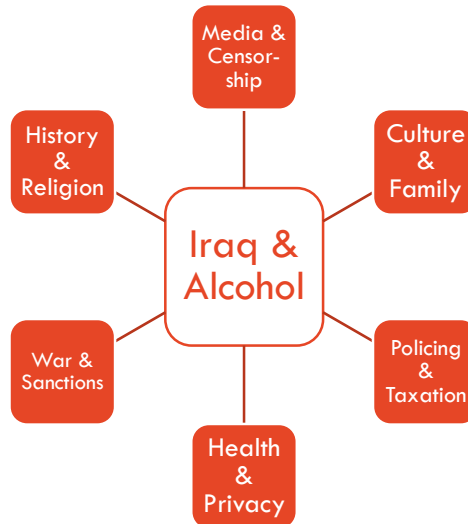 Media &
Censor-
ship
History
&
Religion
Culture
&
Family
Iraq &
Alcohol
War &
Sanctions
Policing
&
Taxation
Health
&
Privacy